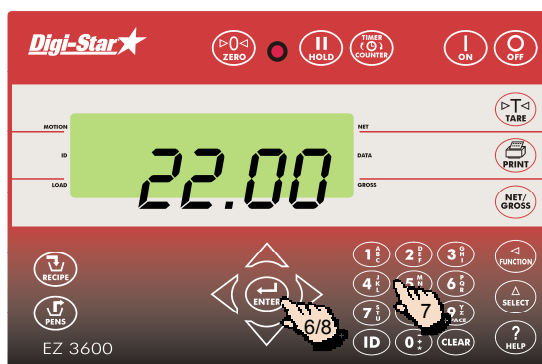 Digi-Star
▷0◁ ZERO
HOLD
TIMER COUNTER
ON
OFF
▷T◁ TARE
MOTION
NET
ID
DATA
PRINT
LOAD
GROSS
22.00
NET/GROSS
RECIPE
ENTER
1 A B C
2 D E F
3 G H I
FUNCTION
4 J K L
5 M N
6 P Q R
SELECT
PENS
6/8
7 S T U
7
9 Y Z
ID
0
CLEAR
? HELP
EZ 3600